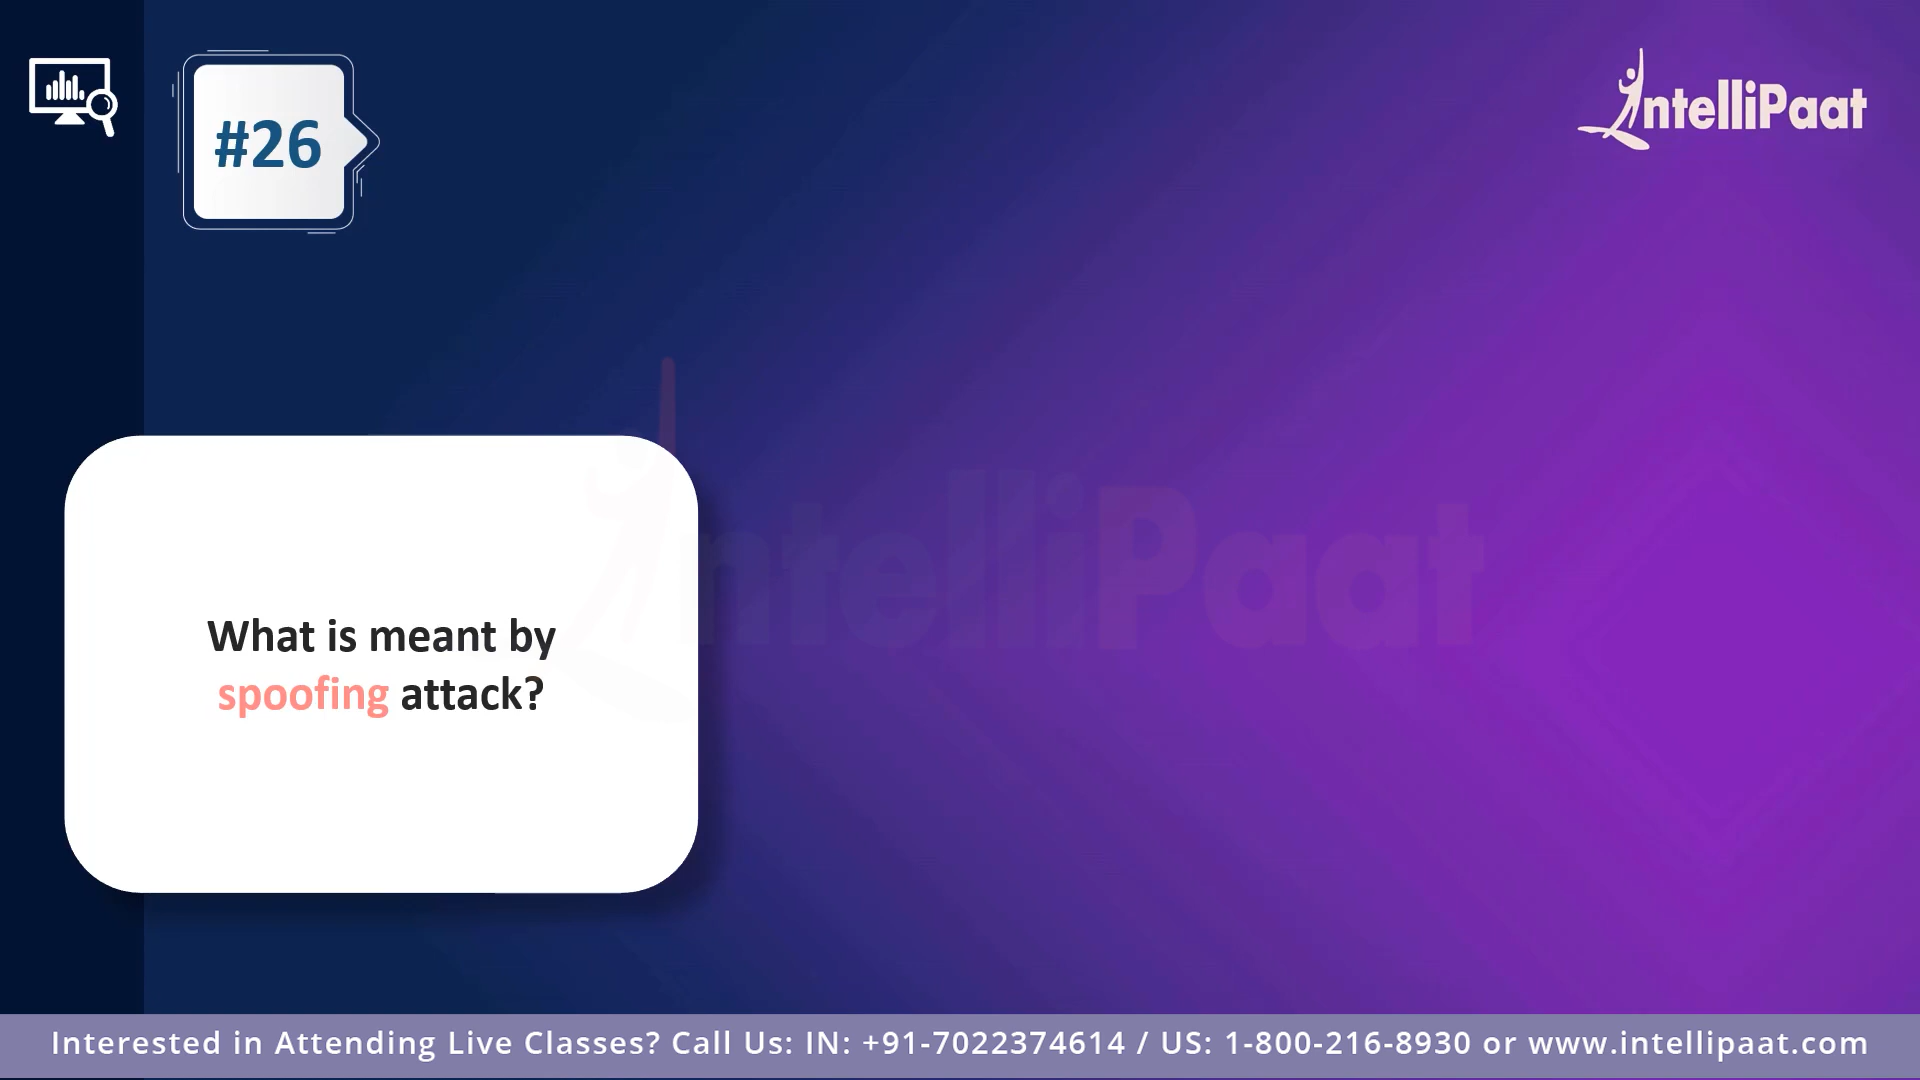 #26
IntelliPaat
What is meant by
spoofing attack?
IntelliPaat
Interested in Attending Live Classes? Call Us: IN: +91-7022374614 / US: 1-800-216-8930 or www.intellipaat.com